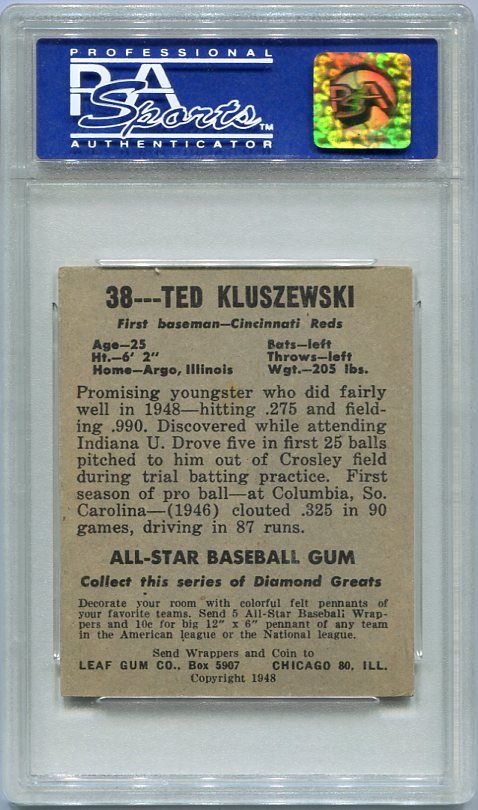 PROFESSIONAL
PSA
Sports™
AUTHENTICATOR
PSA
38---TED KLUSZEWSKI
First baseman—Cincinnati Reds
Age—25 Bats—left
Ht.—6' 2" Throws—left
Home—Argo, Illinois Wgt.—205 lbs.
Promising youngster who did fairly
well in 1948—hitting .275 and field-
ing .990. Discovered while attending
Indiana U. Drove five in first 25 balls
pitched to him out of Crosley field
during trial batting practice. First
season of pro ball—at Columbia, So.
Carolina—(1946) clouted .325 in 90
games, driving in 87 runs.
ALL-STAR BASEBALL GUM
Collect this series of Diamond Greats
Decorate your room with colorful felt pennants of
your favorite teams. Send 5 All-Star Baseball Wrap-
pers and 10c for big 12" x 6" pennant of any team
in the American league or the National league.
Send Wrappers and Coin to
LEAF GUM CO., Box 5907 CHICAGO 80, ILL.
Copyright 1948